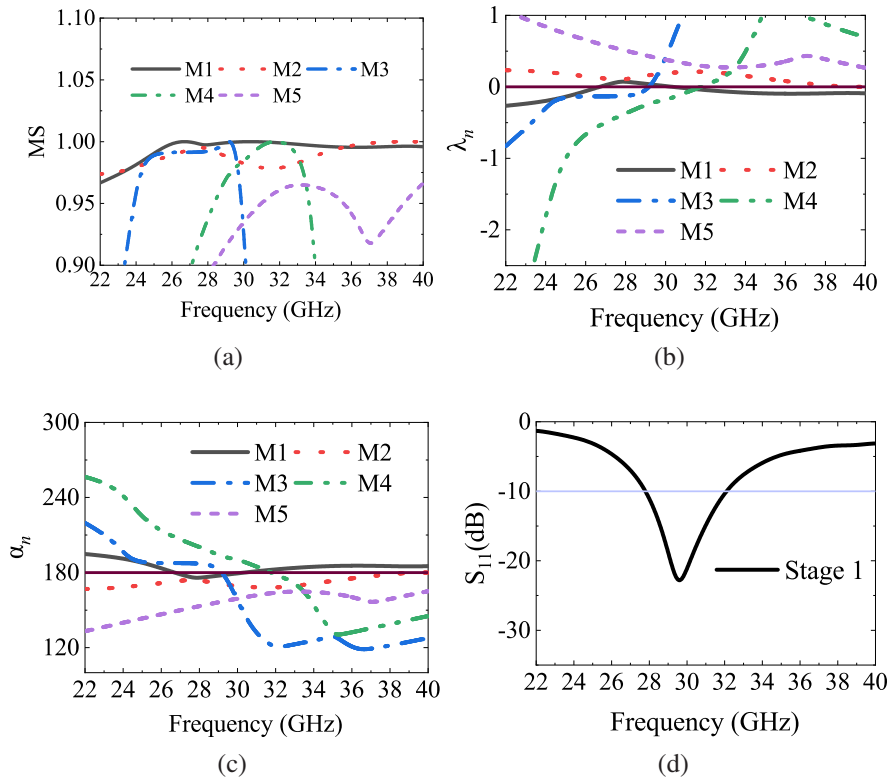 1.10
1.05
1.00
0.95
0.90
MS
M1 M2 M3
M4 M5
22 24 26 28 30 32 34 36 38 40
Frequency (GHz)
(a)
1
0
-1
-2
λn
M1 M2
M3 M4
M5
22 24 26 28 30 32 34 36 38 40
Frequency (GHz)
(b)
300
240
180
120
αn
M1 M2
M3 M4
M5
22 24 26 28 30 32 34 36 38 40
Frequency (GHz)
(c)
0
-10
-20
-30
S11(dB)
Stage 1
22 24 26 28 30 32 34 36 38 40
Frequency (GHz)
(d)